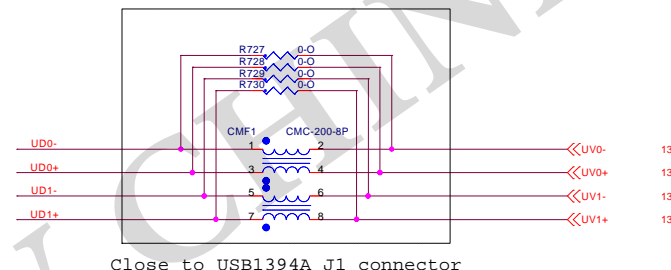 R727 0-O
R728 0-O
R729 0-O
R730 0-O
CMF1 CMC-200-8P
1 2
UD0- UV0- 13
3 4
UD0+ UV0+ 13
5 6
UD1- UV1- 13
7 8
UD1+ UV1+ 13
Close to USB1394A J1 connector